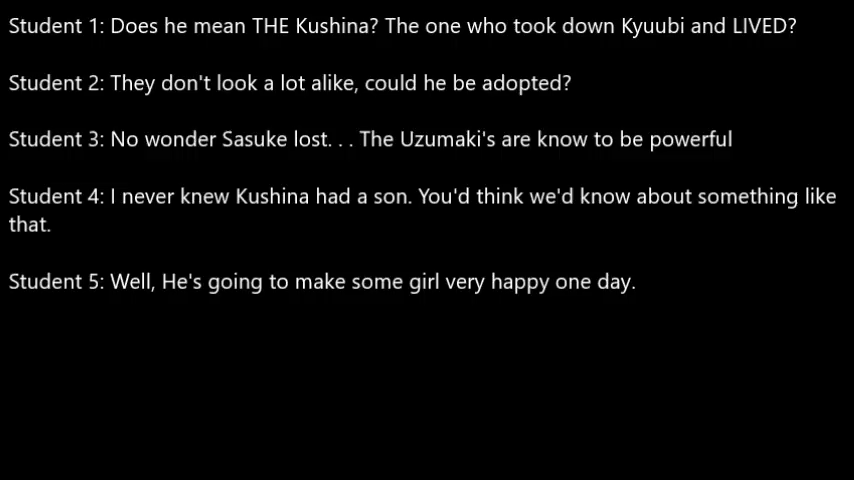 Student 1: Does he mean THE Kushina? The one who took down Kyuubi and LIVED?
Student 2: They don't look a lot alike, could he be adopted?
Student 3: No wonder Sasuke lost. . . The Uzumaki's are know to be powerful
Student 4: I never knew Kushina had a son. You'd think we'd know about something like
that.
Student 5: Well, He's going to make some girl very happy one day.